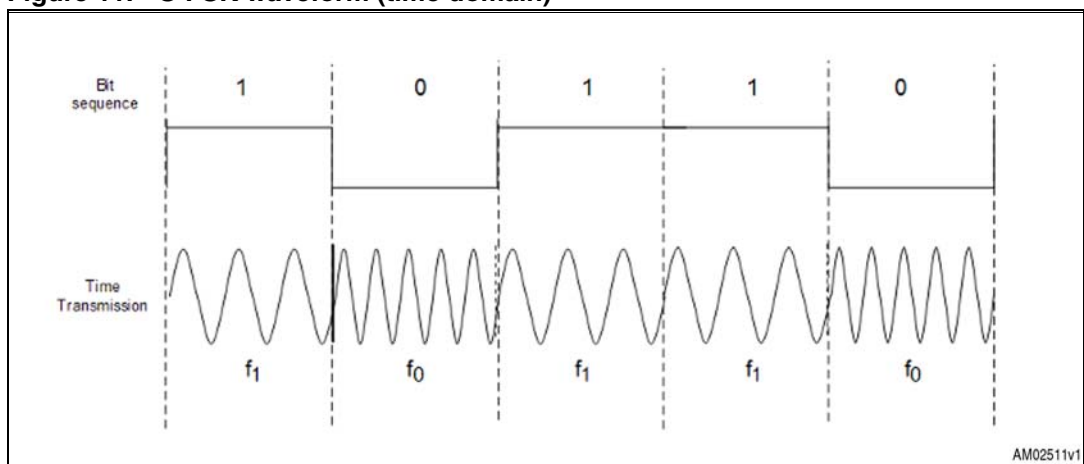 Figure S-FSK waveform (time domain)
Bit
sequence
1 0 1 1 0
Time
Transmission
f1 f0 f1 f1 f0
AM02511v1